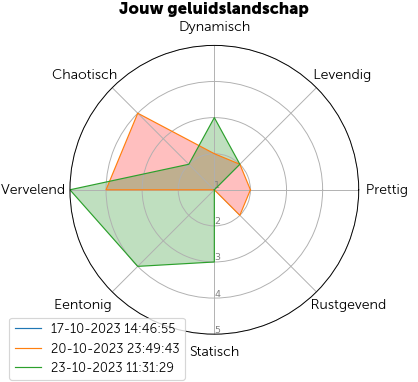 Jouw geluidslandschap
Dynamisch
Chaotisch
Levendig
Vervelend
Prettig
1
2
3
4
5
Eentonig
Rustgevend
Statisch
17-10-2023 14:46:55
20-10-2023 23:49:43
23-10-2023 11:31:29